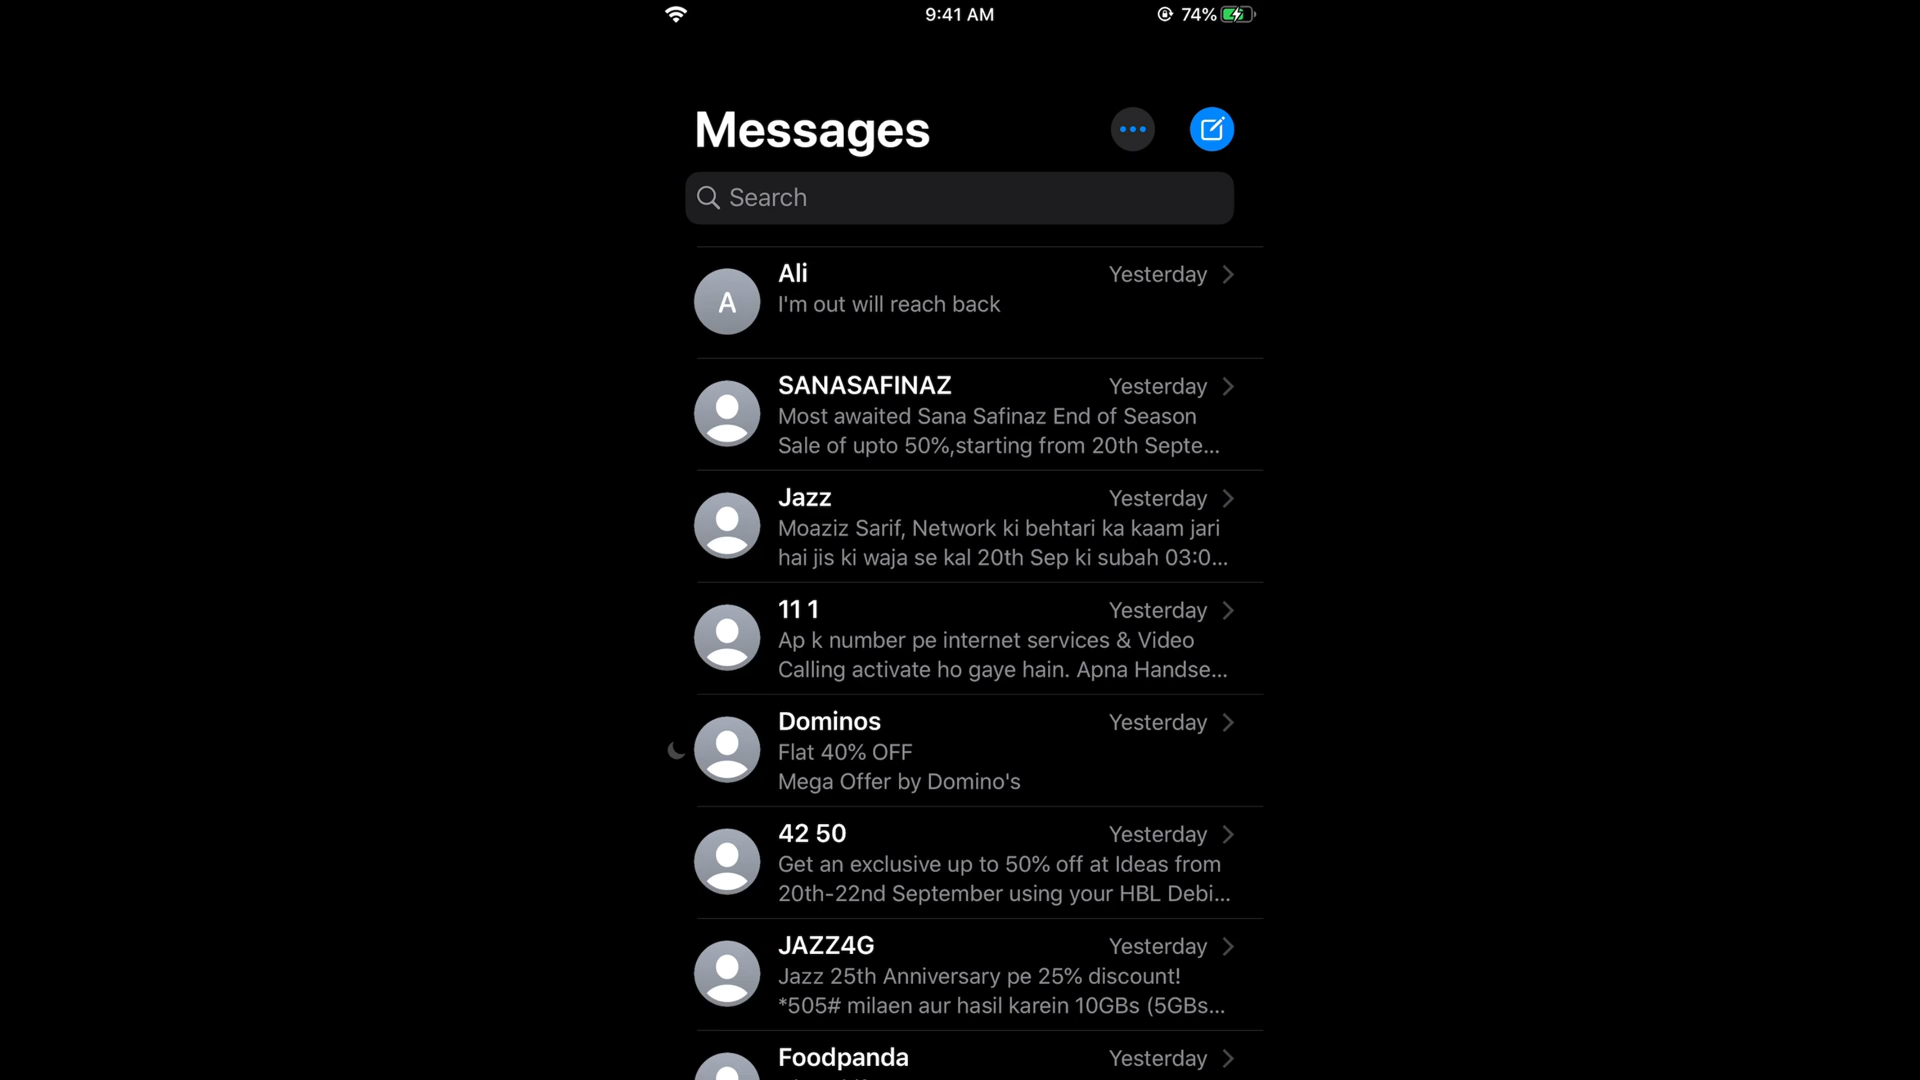 9:41 AM
74%
Messages
Search
Ali
Yesterday
A
I'm out will reach back
SANASAFINAZ
Yesterday
Most awaited Sana Safinaz End of Season
Sale of upto 50%,starting from 20th Septe...
Jazz
Yesterday
Moaziz Sarif, Network ki behtari ka kaam jari
hai jis ki waja se kal 20th Sep ki subah 03:0...
11 1
Yesterday
Ap k number pe internet services & Video
Calling activate ho gaye hain. Apna Handse...
Dominos
Yesterday
Flat 40% OFF
Mega Offer by Domino's
42 50
Yesterday
Get an exclusive up to 50% off at Ideas from
20th-22nd September using your HBL Debi...
JAZZ4G
Yesterday
Jazz 25th Anniversary pe 25% discount!
*505# milaen aur hasil karein 10GBs (5GBs...
Foodpanda
Yesterday